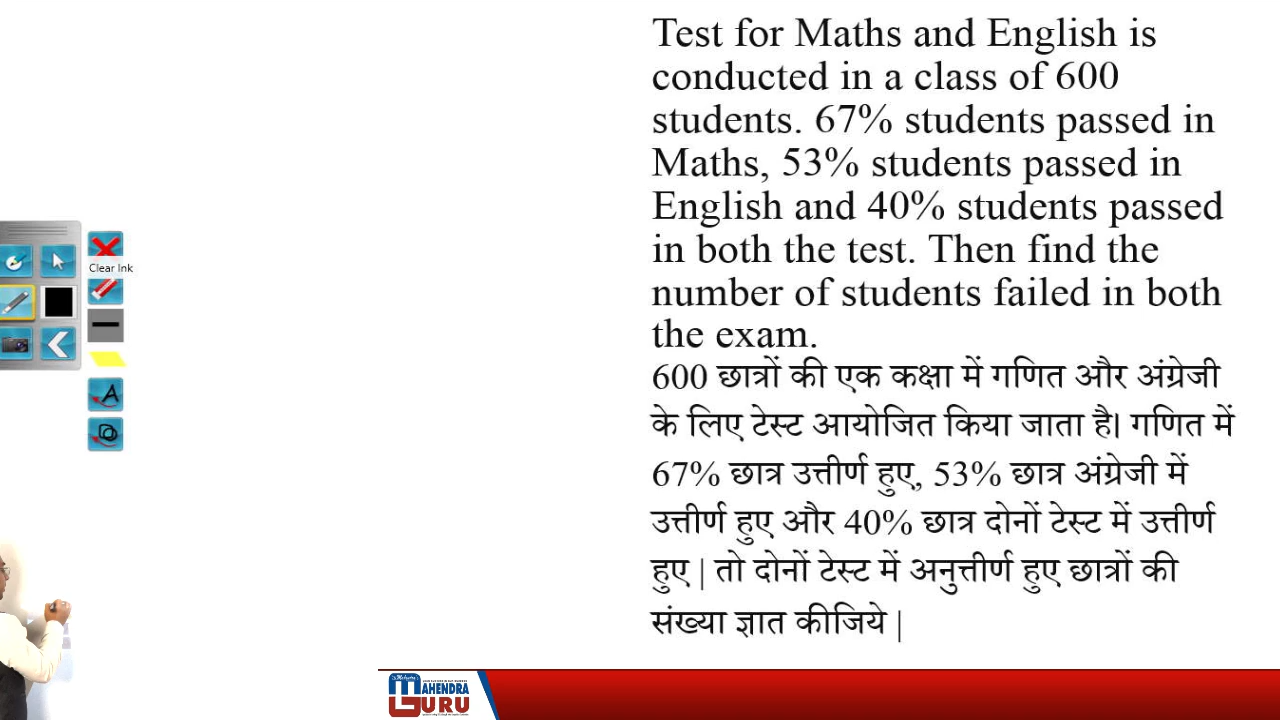 Test for Maths and English is
conducted in a class of 600
students. 67% students passed in
Maths, 53% students passed in
English and 40% students passed
in both the test. Then find the
number of students failed in both
the exam.
600 छात्रों की एक कक्षा में गणित और अंग्रेजी
के लिए टेस्ट आयोजित किया जाता है। गणित में
67% छात्र उत्तीर्ण हुए, 53% छात्र अंग्रेजी में
उत्तीर्ण हुए और 40% छात्र दोनों टेस्ट में उत्तीर्ण
हुए | तो दोनों टेस्ट में अनुत्तीर्ण हुए छात्रों की
संख्या ज्ञात कीजिये |
Clear Ink
Mahendra's
MAHENDRA
GURU